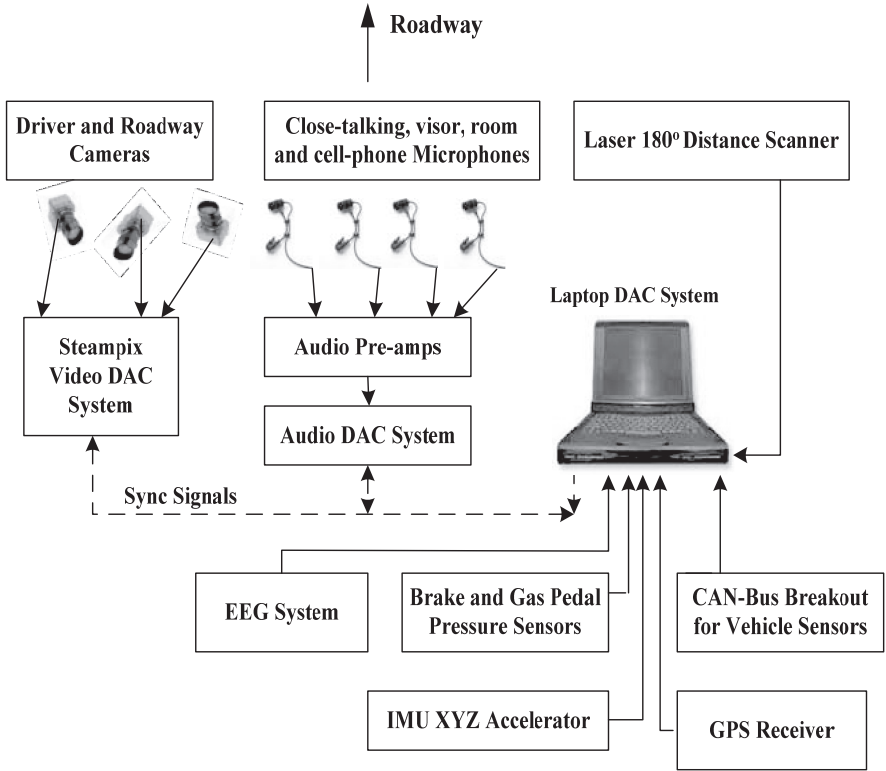 Roadway
Driver and Roadway
Cameras
Close-talking, visor, room
and cell-phone Microphones
Laser 180° Distance Scanner
Laptop DAC System
Steampix
Video DAC
System
Audio Pre-amps
Audio DAC System
Sync Signals
EEG System
Brake and Gas Pedal
Pressure Sensors
CAN-Bus Breakout
for Vehicle Sensors
IMU XYZ Accelerator
GPS Receiver